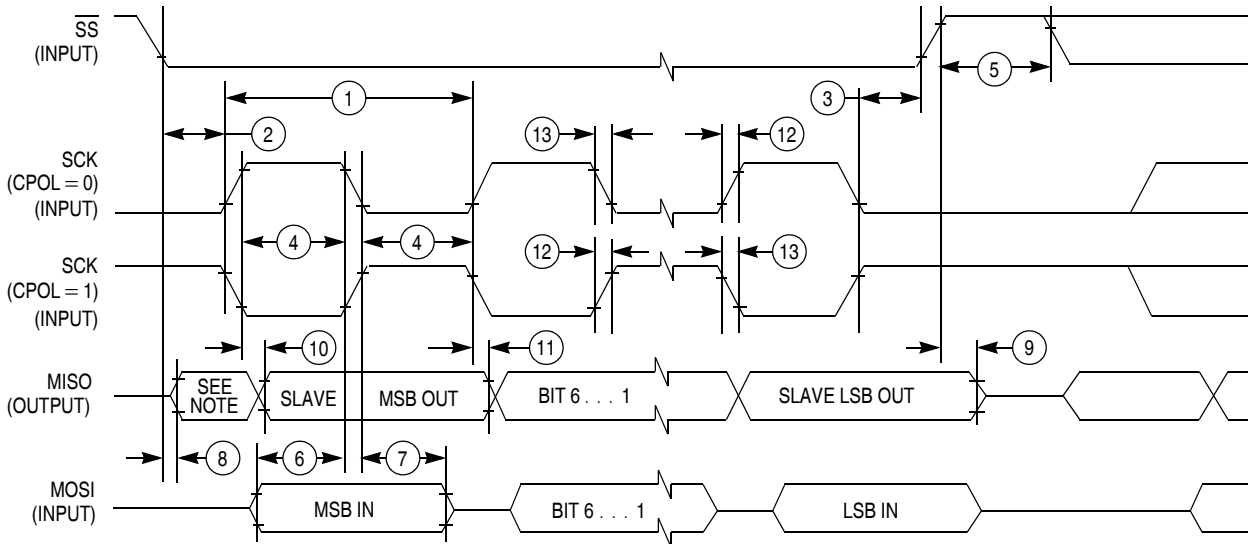 SS
(INPUT)
5
1
3
2
13
12
SCK
(CPOL = 0)
(INPUT)
4
4
12
13
SCK
(CPOL = 1)
(INPUT)
10
11
9
MISO
(OUTPUT)
SEE
NOTE
SLAVE
MSB OUT
BIT 6 . . . 1
SLAVE LSB OUT
8
6
7
MOSI
(INPUT)
MSB IN
BIT 6 . . . 1
LSB IN